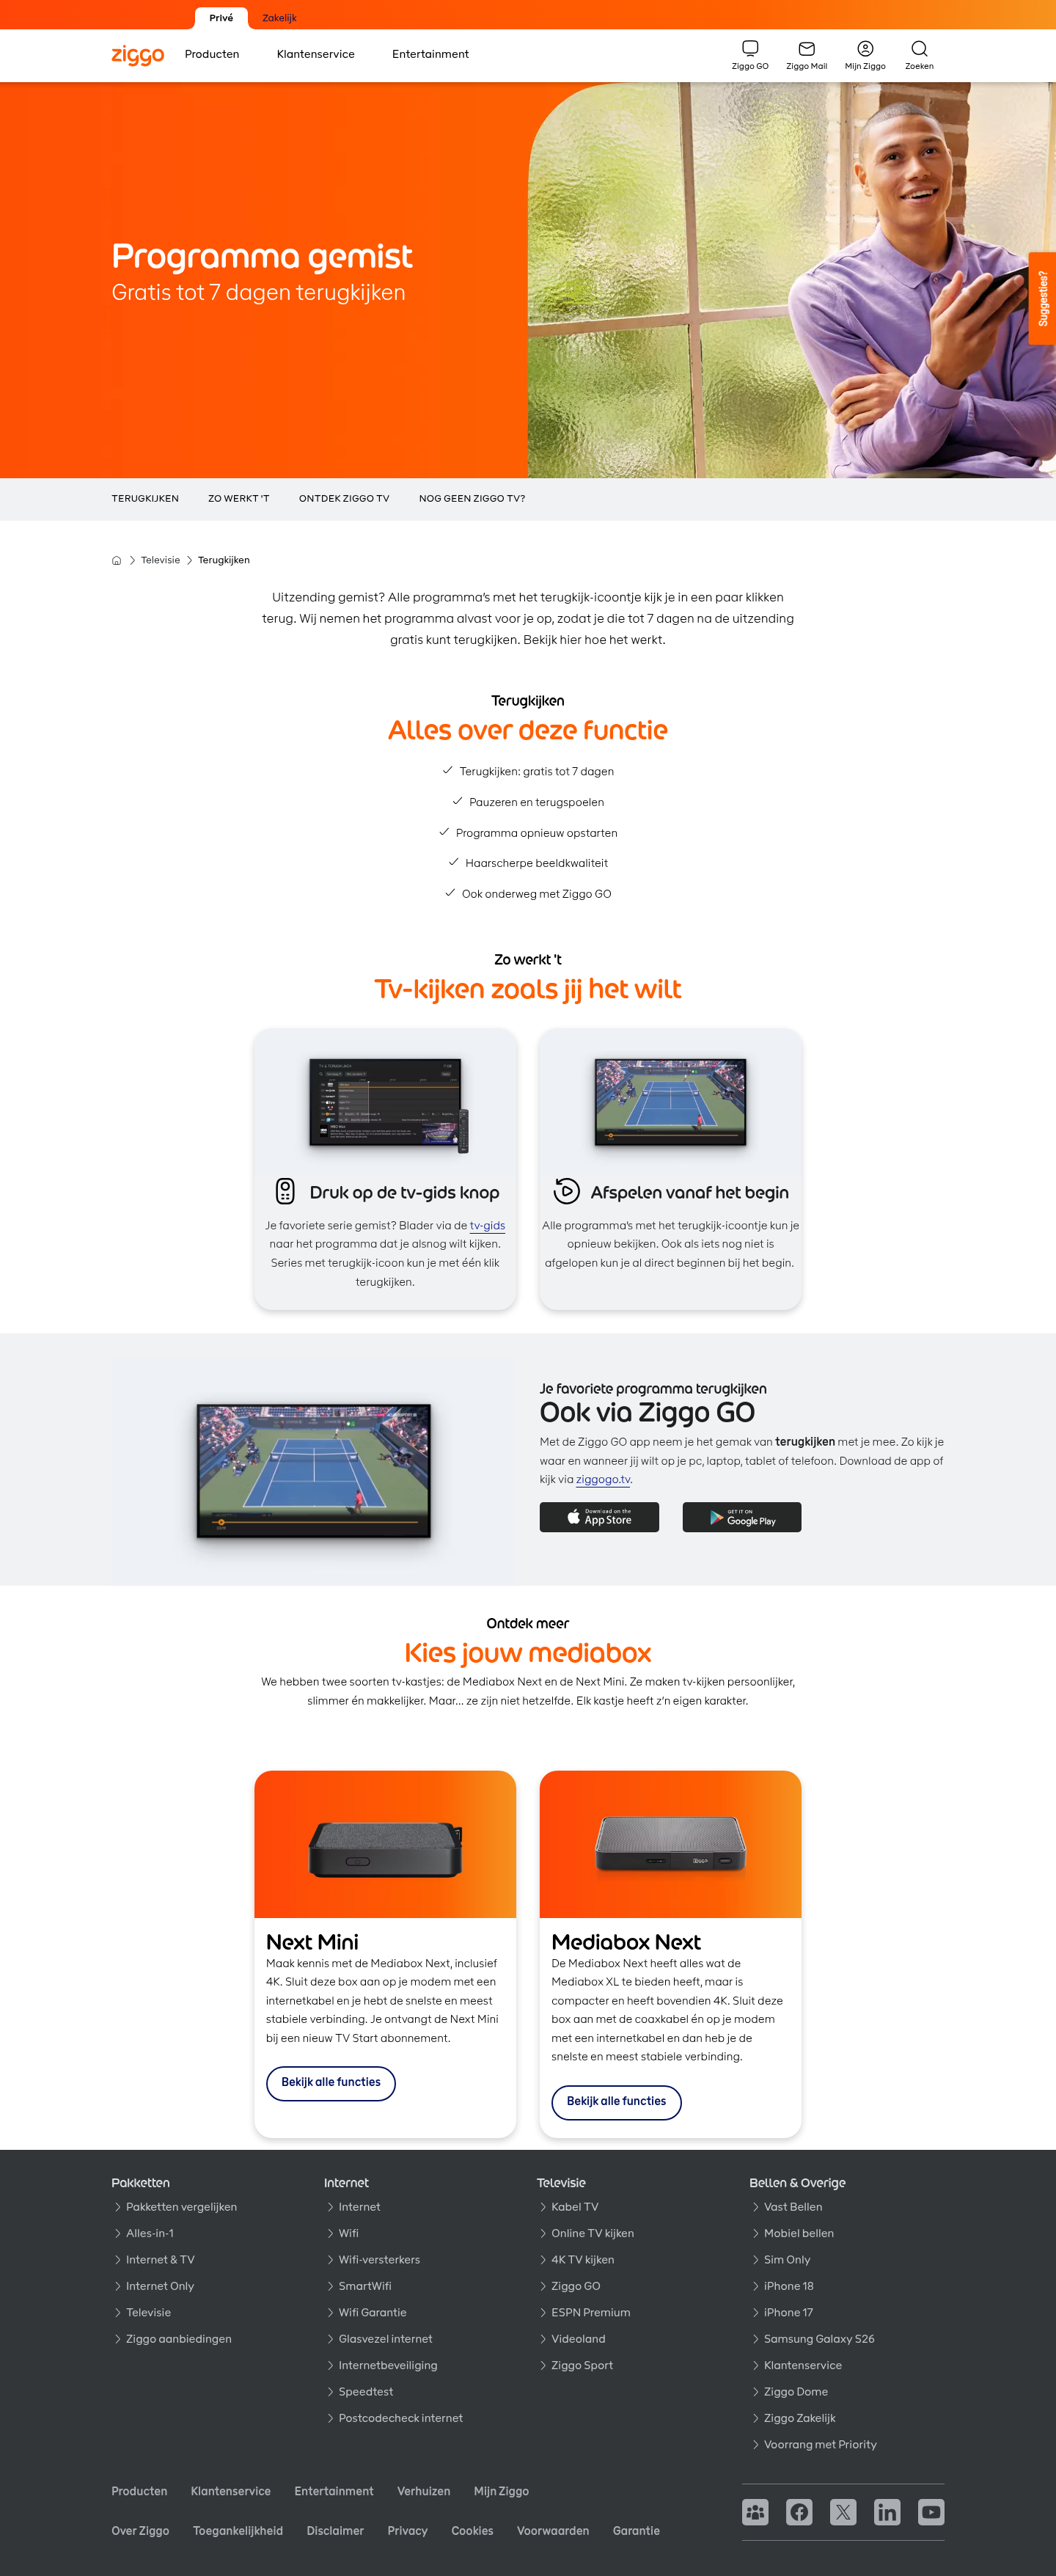 Privé
Zakelijk
ziggo
Producten
Klantenservice
Entertainment
Ziggo GO
Ziggo Mail
Mijn Ziggo
Zoeken
Programma gemist
Gratis tot 7 dagen terugkijken
Suggesties?
TERUGKIJKEN
ZO WERKT 'T
ONTDEK ZIGGO TV
NOG GEEN ZIGGO TV?
Televisie
Terugkijken
Uitzending gemist? Alle programma's met het terugkijk-icoontje kijk je in een paar klikken
terug. Wij nemen het programma alvast voor je op, zodat je die tot 7 dagen na de uitzending
gratis kunt terugkijken. Bekijk hier hoe het werkt.
Terugkijken
Alles over deze functie
Terugkijken: gratis tot 7 dagen
Pauzeren en terugspoelen
Programma opnieuw opstarten
Haarscherpe beeldkwaliteit
Ook onderweg met Ziggo GO
Zo werkt 't
Tv-kijken zoals jij het wilt
Druk op de tv-gids knop
Je favoriete serie gemist? Blader via de tv-gids
naar het programma dat je alsnog wilt kijken.
Series met terugkijk-icoon kun je met één klik
terugkijken.
Afspelen vanaf het begin
Alle programma's met het terugkijk-icoontje kun je
opnieuw bekijken. Ook als iets nog niet is
afgelopen kun je al direct beginnen bij het begin.
Je favoriete programma terugkijken
Ook via Ziggo GO
Met de Ziggo GO app neem je het gemak van terugkijken met je mee. Zo kijk je
waar en wanneer jij wilt op je pc, laptop, tablet of telefoon. Download de app of
kijk via ziggogo.tv.
Download on the
App Store
GET IT ON
Google Play
Ontdek meer
Kies jouw mediabox
We hebben twee soorten tv-kastjes: de Mediabox Next en de Next Mini. Ze maken tv-kijken persoonlijker,
slimmer én makkelijker. Maar... ze zijn niet hetzelfde. Elk kastje heeft z'n eigen karakter.
Next Mini
Maak kennis met de Mediabox Next, inclusief
4K. Sluit deze box aan op je modem met een
internetkabel en je hebt de snelste en meest
stabiele verbinding. Je ontvangt de Next Mini
bij een nieuw TV Start abonnement.
Bekijk alle functies
ziggo
Mediabox Next
De Mediabox Next heeft alles wat de
Mediabox XL te bieden heeft, maar is
compacter en heeft bovendien 4K. Sluit deze
box aan met de coaxkabel én op je modem
met een internetkabel en dan heb je de
snelste en meest stabiele verbinding.
Bekijk alle functies
Pakketten
Pakketten vergelijken
Alles-in-1
Internet & TV
Internet Only
Televisie
Ziggo aanbiedingen
Internet
Internet
Wifi
Wifi-versterkers
SmartWifi
Wifi Garantie
Glasvezel internet
Internetbeveiliging
Speedtest
Postcodecheck internet
Televisie
Kabel TV
Online TV kijken
4K TV kijken
Ziggo GO
ESPN Premium
Videoland
Ziggo Sport
Bellen & Overige
Vast Bellen
Mobiel bellen
Sim Only
iPhone 18
iPhone 17
Samsung Galaxy S26
Klantenservice
Ziggo Dome
Ziggo Zakelijk
Voorrang met Priority
Producten
Klantenservice
Entertainment
Verhuizen
Mijn Ziggo
Over Ziggo
Toegankelijkheid
Disclaimer
Privacy
Cookies
Voorwaarden
Garantie